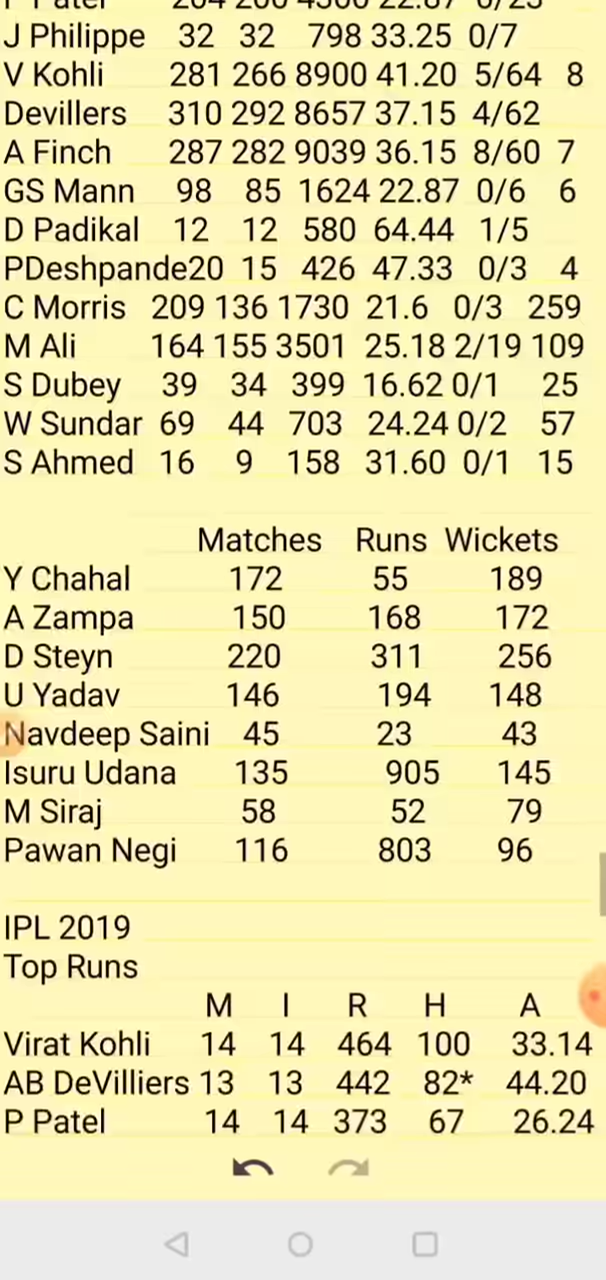 P Patel 204 200 4300 22.87 0/23
J Philippe 32 32 798 33.25 0/7
V Kohli 281 266 8900 41.20 5/64 8
Devillers 310 292 8657 37.15 4/62
A Finch 287 282 9039 36.15 8/60 7
GS Mann 98 85 1624 22.87 0/6 6
D Padikal 12 12 580 64.44 1/5
PDeshpande20 15 426 47.33 0/3 4
C Morris 209 136 1730 21.6 0/3 259
M Ali 164 155 3501 25.18 2/19 109
S Dubey 39 34 399 16.62 0/1 25
W Sundar 69 44 703 24.24 0/2 57
S Ahmed 16 9 158 31.60 0/1 15
Matches Runs Wickets
Y Chahal 172 55 189
A Zampa 150 168 172
D Steyn 220 311 256
U Yadav 146 194 148
Navdeep Saini 45 23 43
Isuru Udana 135 905 145
M Siraj 58 52 79
Pawan Negi 116 803 96
IPL 2019
Top Runs
M I R H A
Virat Kohli 14 14 464 100 33.14
AB DeVilliers 13 13 442 82* 44.20
P Patel 14 14 373 67 26.24